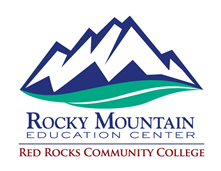 ROCKY MOUNTAIN
EDUCATION CENTER
RED ROCKS COMMUNITY COLLEGE